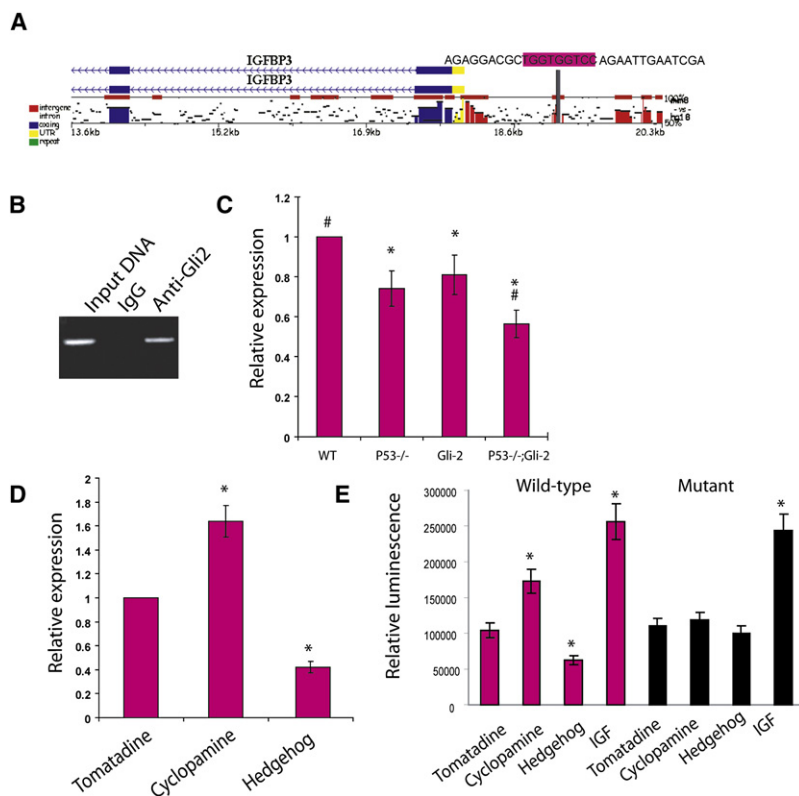 A
IGFBP3
AGAGGACGCTGGTGGTCCAGAATTGAATCGA
IGFBP3
intergenic
intron
coding
UTR
repeat
100%
- vs -
hg18
50%
13.6kb 15.2kb 16.9kb 18.6kb 20.3kb
B
Input DNA
IgG
Anti-Gli2
C
Relative expression
1.2
1
0.8
0.6
0.4
0.2
0
#
*
*
*
#
WT P53-/- Gli-2 P53-/-;Gli-2
D
Relative expression
2
1.8
1.6
1.4
1.2
1
0.8
0.6
0.4
0.2
0
*
*
Tomatadine
Cyclopamine
Hedgehog
E
Wild-type Mutant
Relative luminescence
300000
250000
200000
150000
100000
50000
0
*
*
*
*
Tomatadine
Cyclopamine
Hedgehog
IGF
Tomatadine
Cyclopamine
Hedgehog
IGF